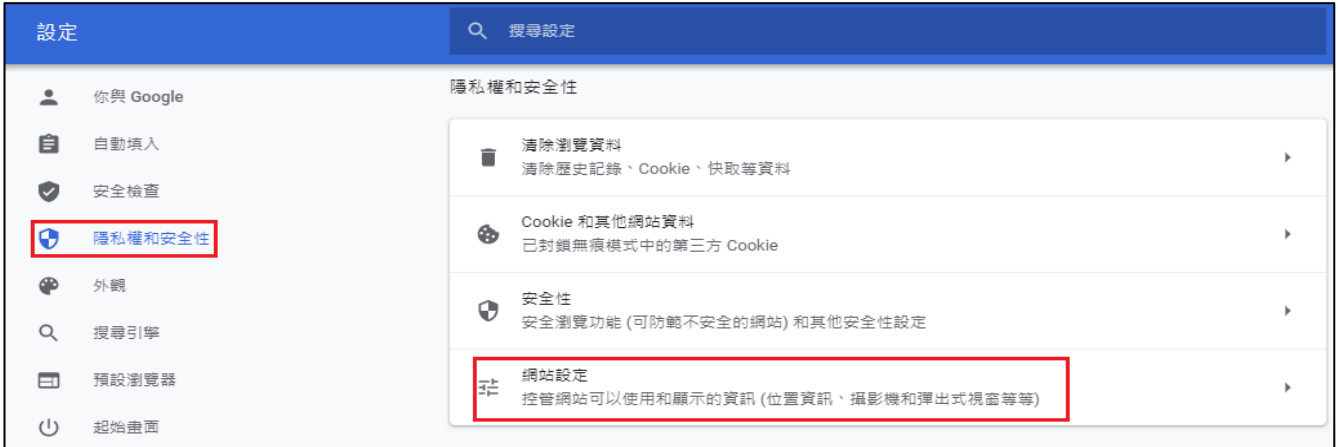 設定
搜尋設定
你與 Google
自動填入
安全檢查
隱私權和安全性
外觀
搜尋引擎
預設瀏覽器
起始畫面
隱私權和安全性
清除瀏覽資料
清除歷史記錄、Cookie、快取等資料
Cookie 和其他網站資料
已封鎖無痕模式中的第三方 Cookie
安全性
安全瀏覽功能 (可防範不安全的網站) 和其他安全性設定
網站設定
控管網站可以使用和顯示的資訊 (位置資訊、攝影機和彈出式視窗等等)